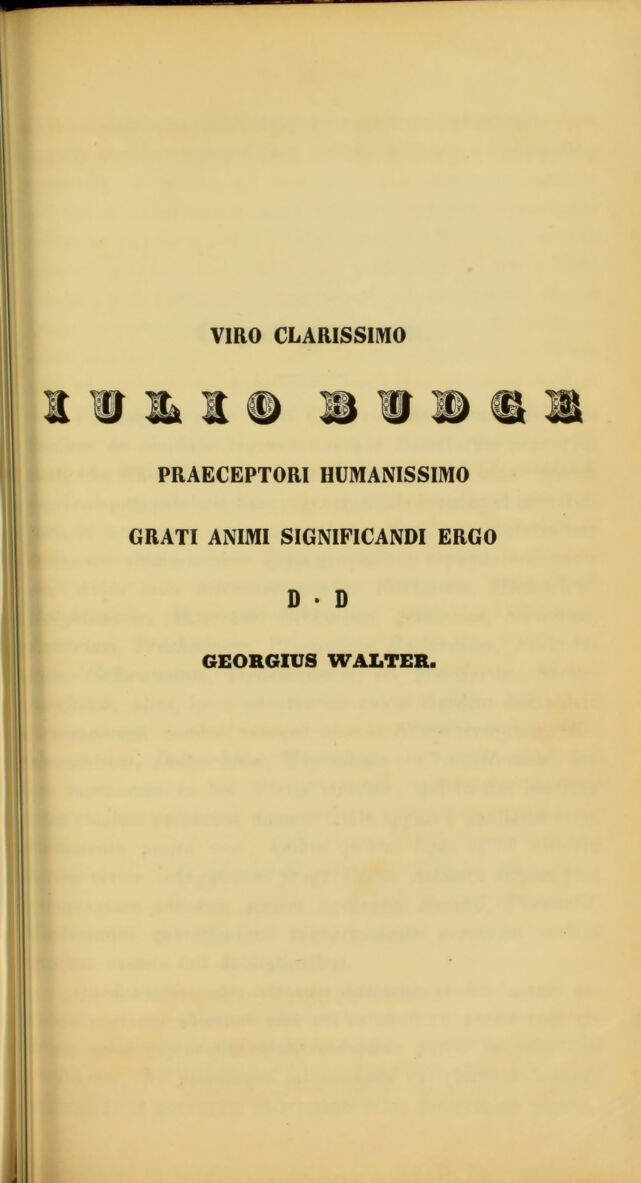 VIRO CLARISSIMO
IULIO BUDGE
PRAECEPTORI HUMANISSIMO
GRATI ANIMI SIGNIFICANDI ERGO
D · D
GEORGIUS WALTER.